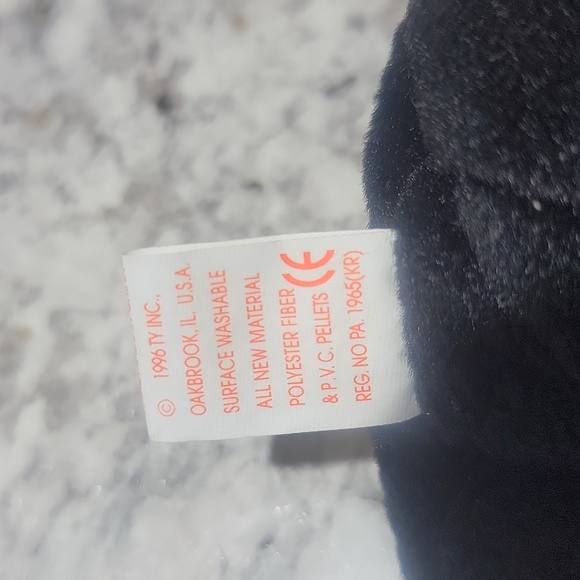 © 1996 TY INC.,
OAKBROOK, IL. U.S.A.
SURFACE WASHABLE
ALL NEW MATERIAL
POLYESTER FIBER
& P.V.C. PELLETS CE
REG. NO PA. 1965(KR)